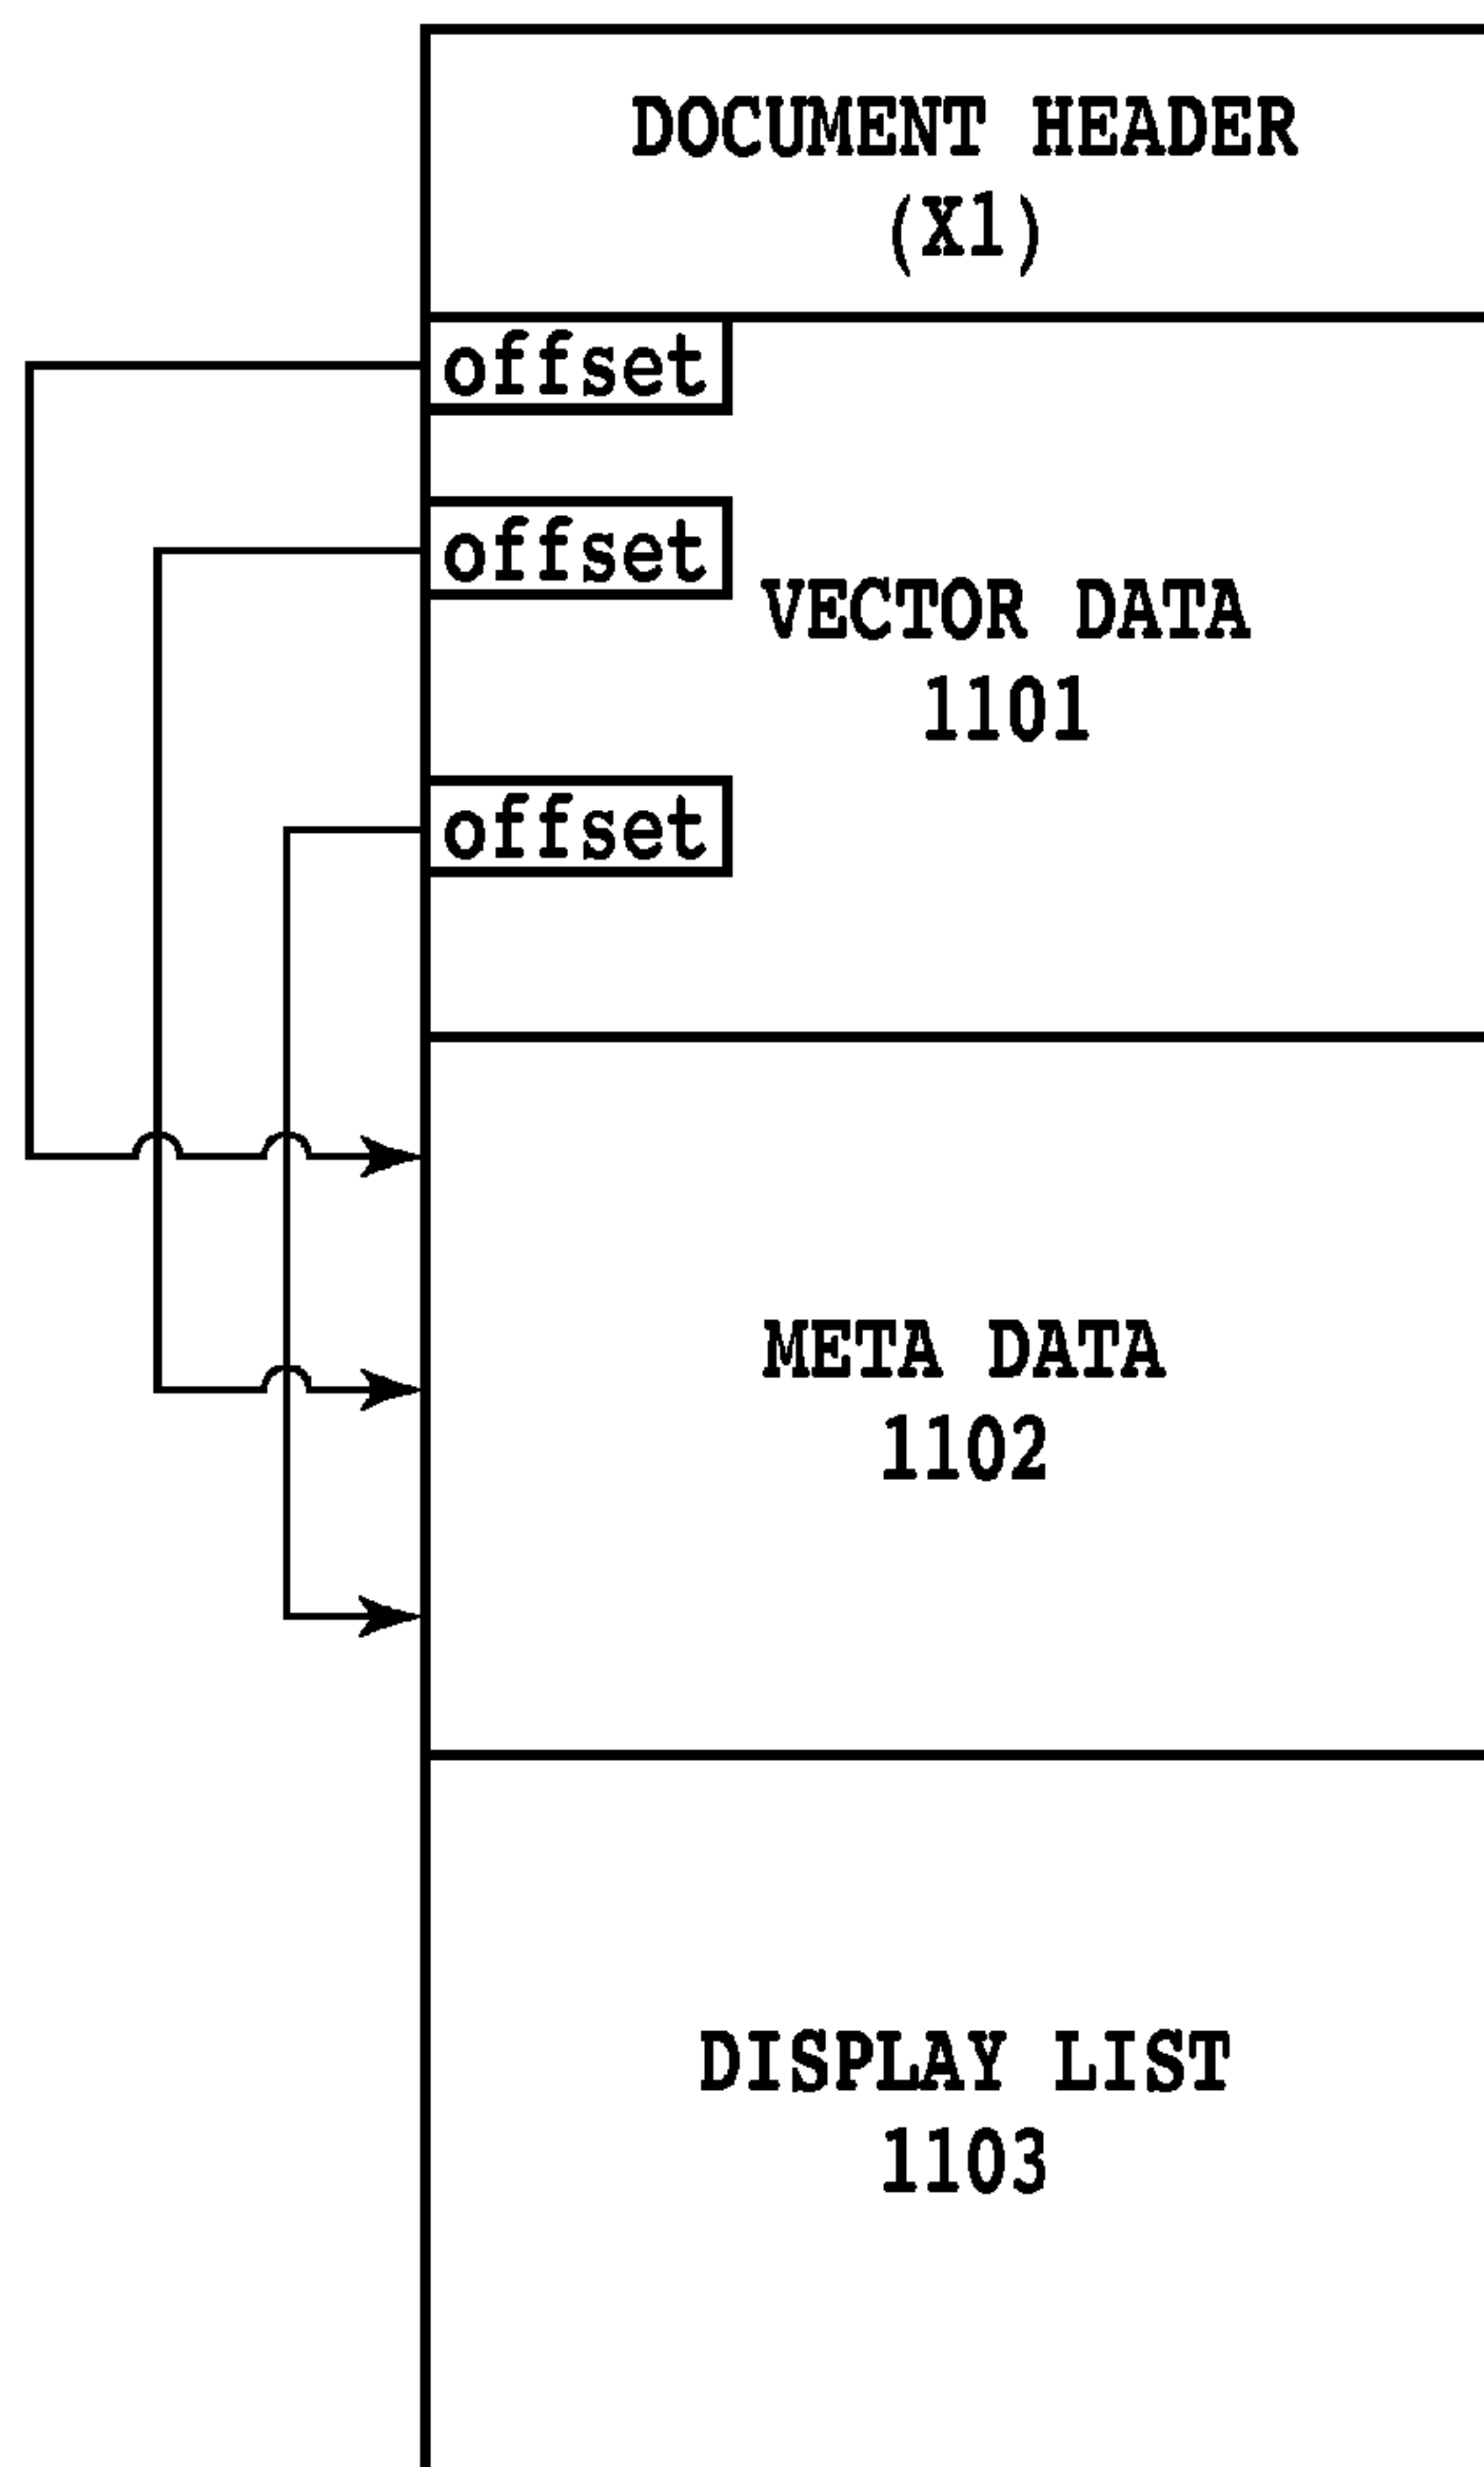 DOCUMENT HEADER
(X1)
offset
offset
VECTOR DATA
1101
offset
META DATA
1102
DISPLAY LIST
1103